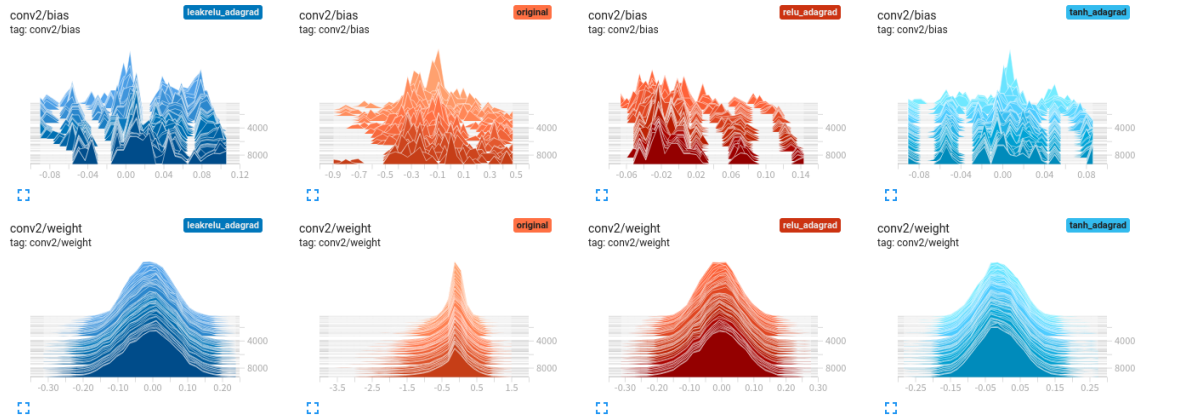 conv2/bias
tag: conv2/bias
leakrelu_adagrad
4000
8000
-0.08 -0.04 0.00 0.04 0.08 0.12
conv2/bias
tag: conv2/bias
original
4000
8000
-0.9 -0.7 -0.5 -0.3 -0.1 0.1 0.3 0.5
conv2/bias
tag: conv2/bias
relu_adagrad
4000
8000
-0.06 -0.02 0.02 0.06 0.10 0.14
conv2/bias
tag: conv2/bias
tanh_adagrad
4000
8000
-0.08 -0.04 0.00 0.04 0.08
conv2/weight
tag: conv2/weight
leakrelu_adagrad
4000
8000
-0.30 -0.20 -0.10 0.00 0.10 0.20
conv2/weight
tag: conv2/weight
original
4000
8000
-3.5 -2.5 -1.5 -0.5 0.5 1.5
conv2/weight
tag: conv2/weight
relu_adagrad
4000
8000
-0.30 -0.20 -0.10 0.00 0.10 0.20 0.30
conv2/weight
tag: conv2/weight
tanh_adagrad
4000
8000
-0.25 -0.15 -0.05 0.05 0.15 0.25